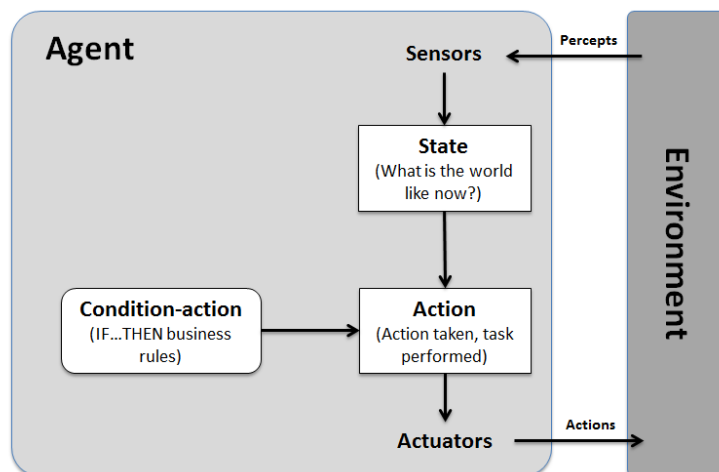 Agent
Sensors
Percepts
State
(What is the world
like now?)
Environment
Condition-action
(IF...THEN business
rules)
Action
(Action taken, task
performed)
Actuators
Actions